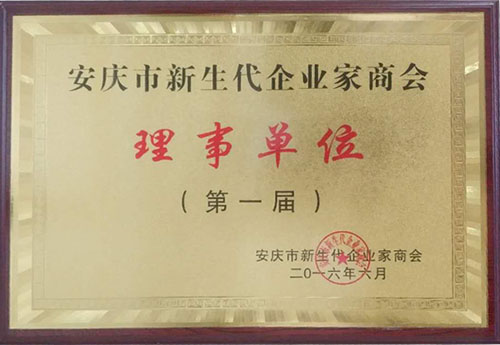 安庆市新生代企业家商会
理事单位
（第一届）
安庆市新生代企业家商会
二〇一六年六月